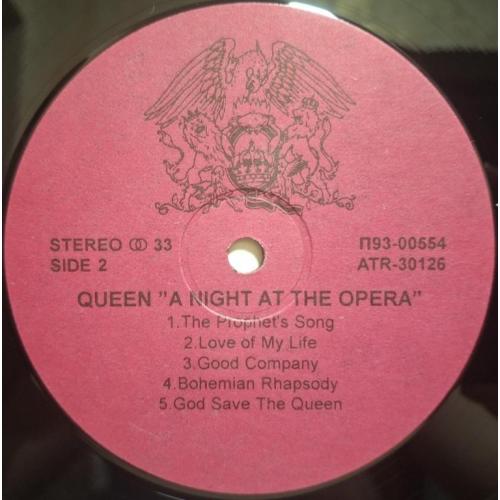 STEREO ⓪ 33
SIDE 2
П93-00554
ATR-30126
QUEEN "A NIGHT AT THE OPERA"
1.The Prophet's Song
2.Love of My Life
3.Good Company
4.Bohemian Rhapsody
5.God Save The Queen